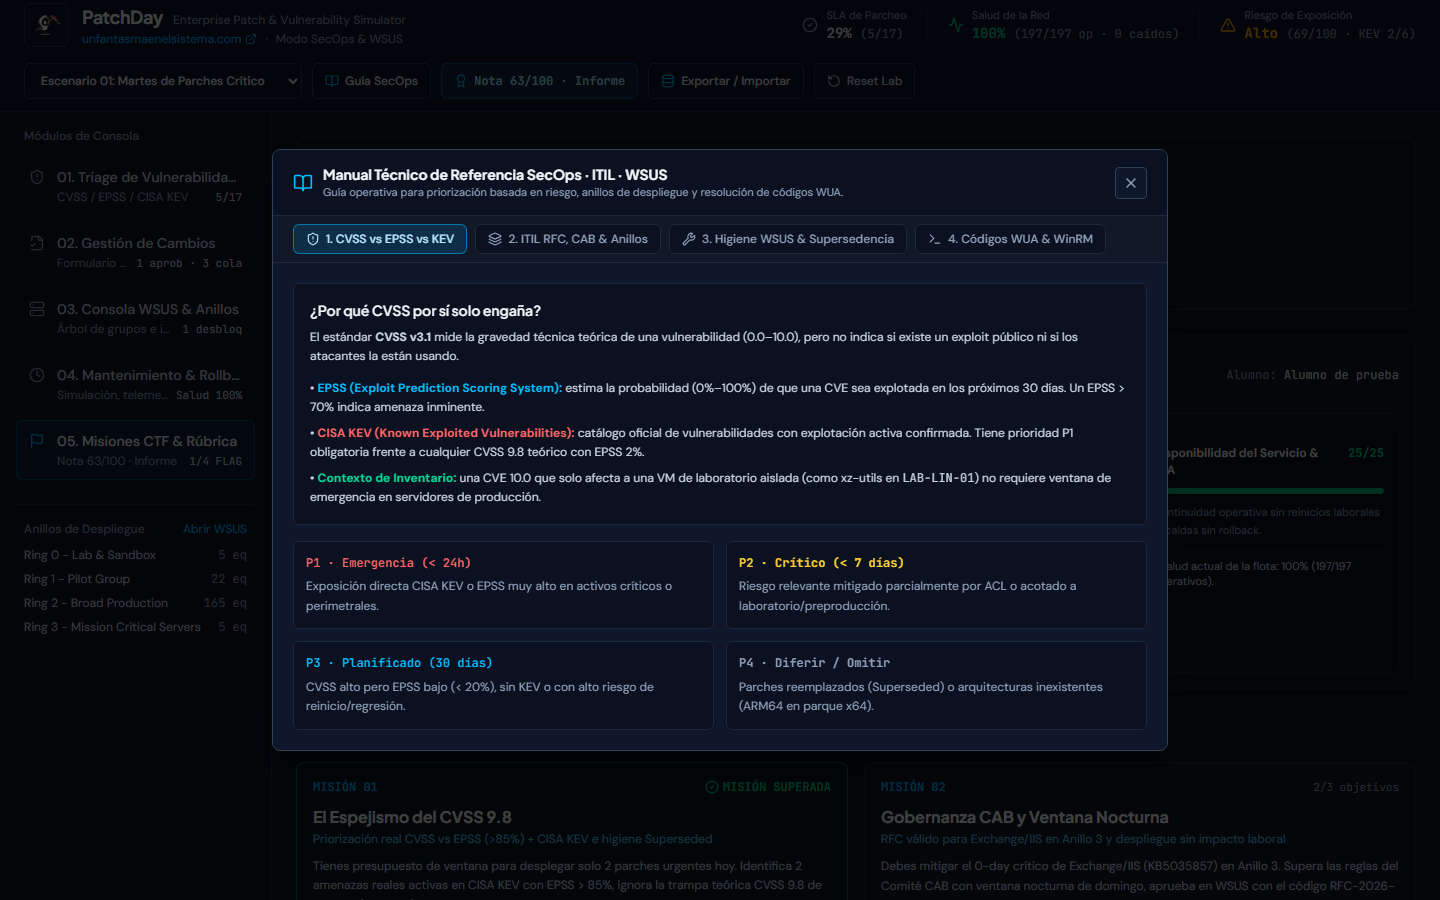 PatchDay Enterprise Patch & Vulnerability Simulator
unfantasmaenelsistema.com · Modo SecOps & WSUS
SLA de Parcheo
29% (5/17)
Salud de la Red
100% (197/197 op · 0 caídos)
Riesgo de Exposición
Alto (69/100 · KEV 2/6)
Escenario 01: Martes de Parches Crítico
Guía SecOps
Nota 63/100 · Informe
Exportar / Importar
Reset Lab
Módulos de Consola
01. Triage de Vulnerabilida...
CVSS / EPSS / CISA KEV 5/17
02. Gestión de Cambios
Formulario ... 1 aprob · 3 cola
03. Consola WSUS & Anillos
Árbol de grupos e i... 1 desbloq
04. Mantenimiento & Rollb...
Simulación, teleme... Salud 100%
05. Misiones CTF & Rúbrica
Nota 63/100 · Informe 1/4 FLAG
Anillos de Despliegue Abrir WSUS
Ring 0 - Lab & Sandbox 5 eq
Ring 1 - Pilot Group 22 eq
Ring 2 - Broad Production 165 eq
Ring 3 - Mission Critical Servers 5 eq
Manual Técnico de Referencia SecOps · ITIL · WSUS
Guía operativa para priorización basada en riesgo, anillos de despliegue y resolución de códigos WUA.
1. CVSS vs EPSS vs KEV
2. ITIL RFC, CAB & Anillos
3. Higiene WSUS & Supersedencia
4. Códigos WUA & WinRM
¿Por qué CVSS por sí solo engaña?
El estándar CVSS v3.1 mide la gravedad técnica teórica de una vulnerabilidad (0.0–10.0), pero no indica si existe un exploit público ni si los
atacantes la están usando.
• EPSS (Exploit Prediction Scoring System): estima la probabilidad (0%–100%) de que una CVE sea explotada en los próximos 30 días. Un EPSS >
70% indica amenaza inminente.
• CISA KEV (Known Exploited Vulnerabilities): catálogo oficial de vulnerabilidades con explotación activa confirmada. Tiene prioridad P1
obligatoria frente a cualquier CVSS 9.8 teórico con EPSS 2%.
• Contexto de Inventario: una CVE 10.0 que solo afecta a una VM de laboratorio aislada (como xz-utils en LAB-LIN-01) no requiere ventana de
emergencia en servidores de producción.
P1 · Emergencia (< 24h)
Exposición directa CISA KEV o EPSS muy alto en activos críticos o
perimetrales.
P2 · Crítico (< 7 días)
Riesgo relevante mitigado parcialmente por ACL o acotado a
laboratorio/preproducción.
P3 · Planificado (30 días)
CVSS alto pero EPSS bajo (< 20%), sin KEV o con alto riesgo de
reinicio/regresión.
P4 · Diferir / Omitir
Parches reemplazados (Superseded) o arquitecturas inexistentes
(ARM64 en parque x64).
Alumno: Alumno de prueba
sponibilidad del Servicio & 25/25
A
ntinuidad operativa sin reinicios laborales
caídas sin rollback.
alud actual de la flota: 100% (197/197
erativos).
MISIÓN 01 MISIÓN SUPERADA
El Espejismo del CVSS 9.8
Priorización real CVSS vs EPSS (>85%) + CISA KEV e higiene Superseded
Tienes presupuesto de ventana para desplegar solo 2 parches urgentes hoy. Identifica 2
amenazas reales activas en CISA KEV con EPSS > 85%, ignora la trampa teórica CVSS 9.8 de
MISIÓN 02 2/3 objetivos
Gobernanza CAB y Ventana Nocturna
RFC válido para Exchange/IIS en Anillo 3 y despliegue sin impacto laboral
Debes mitigar el 0-day crítico de Exchange/IIS (KB5035857) en Anillo 3. Supera las reglas del
Comité CAB con ventana nocturna de domingo, aprueba en WSUS con el código RFC-2026-